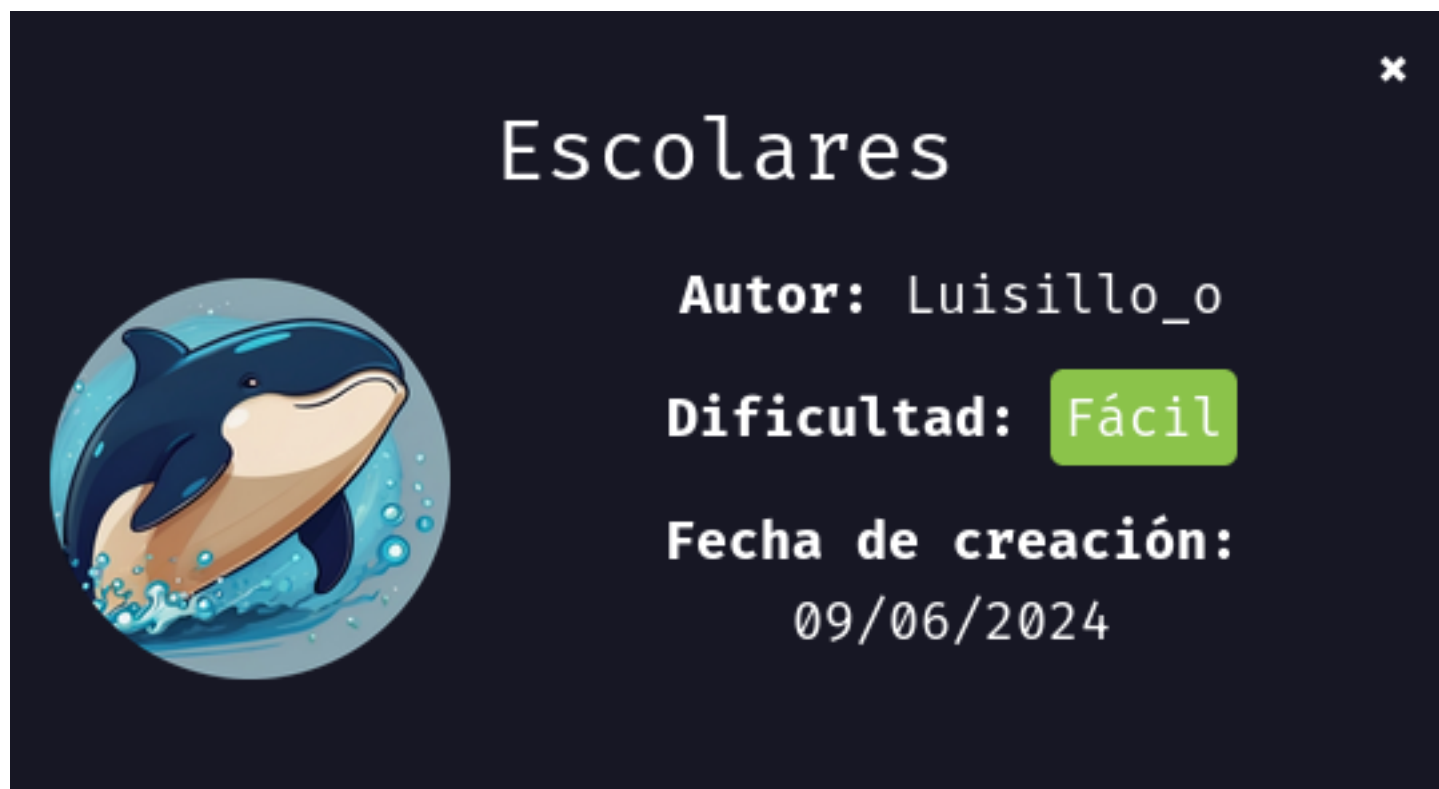 Escolares
Autor: Luisillo_o
Dificultad: Fácil
Fecha de creación:
09/06/2024